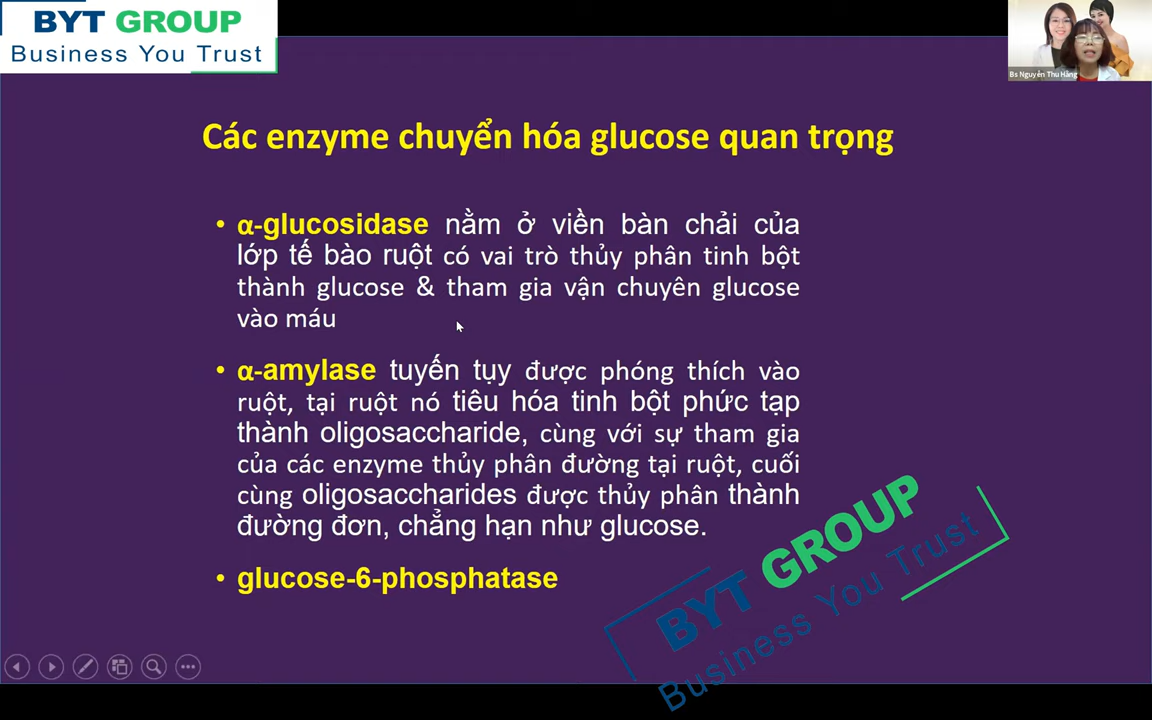 BYT GROUP
Business You Trust
Bs Nguyễn Thu Hằng
Các enzyme chuyển hóa glucose quan trọng
• α-glucosidase nằm ở viền bàn chải của
lớp tế bào ruột có vai trò thủy phân tinh bột
thành glucose & tham gia vận chuyên glucose
vào máu
• α-amylase tuyến tụy được phóng thích vào
ruột, tại ruột nó tiêu hóa tinh bột phức tạp
thành oligosaccharide, cùng với sự tham gia
của các enzyme thủy phân đường tại ruột, cuối
cùng oligosaccharides được thủy phân thành
đường đơn, chẳng hạn như glucose.
• glucose-6-phosphatase
BYT GROUP
Business You Trust